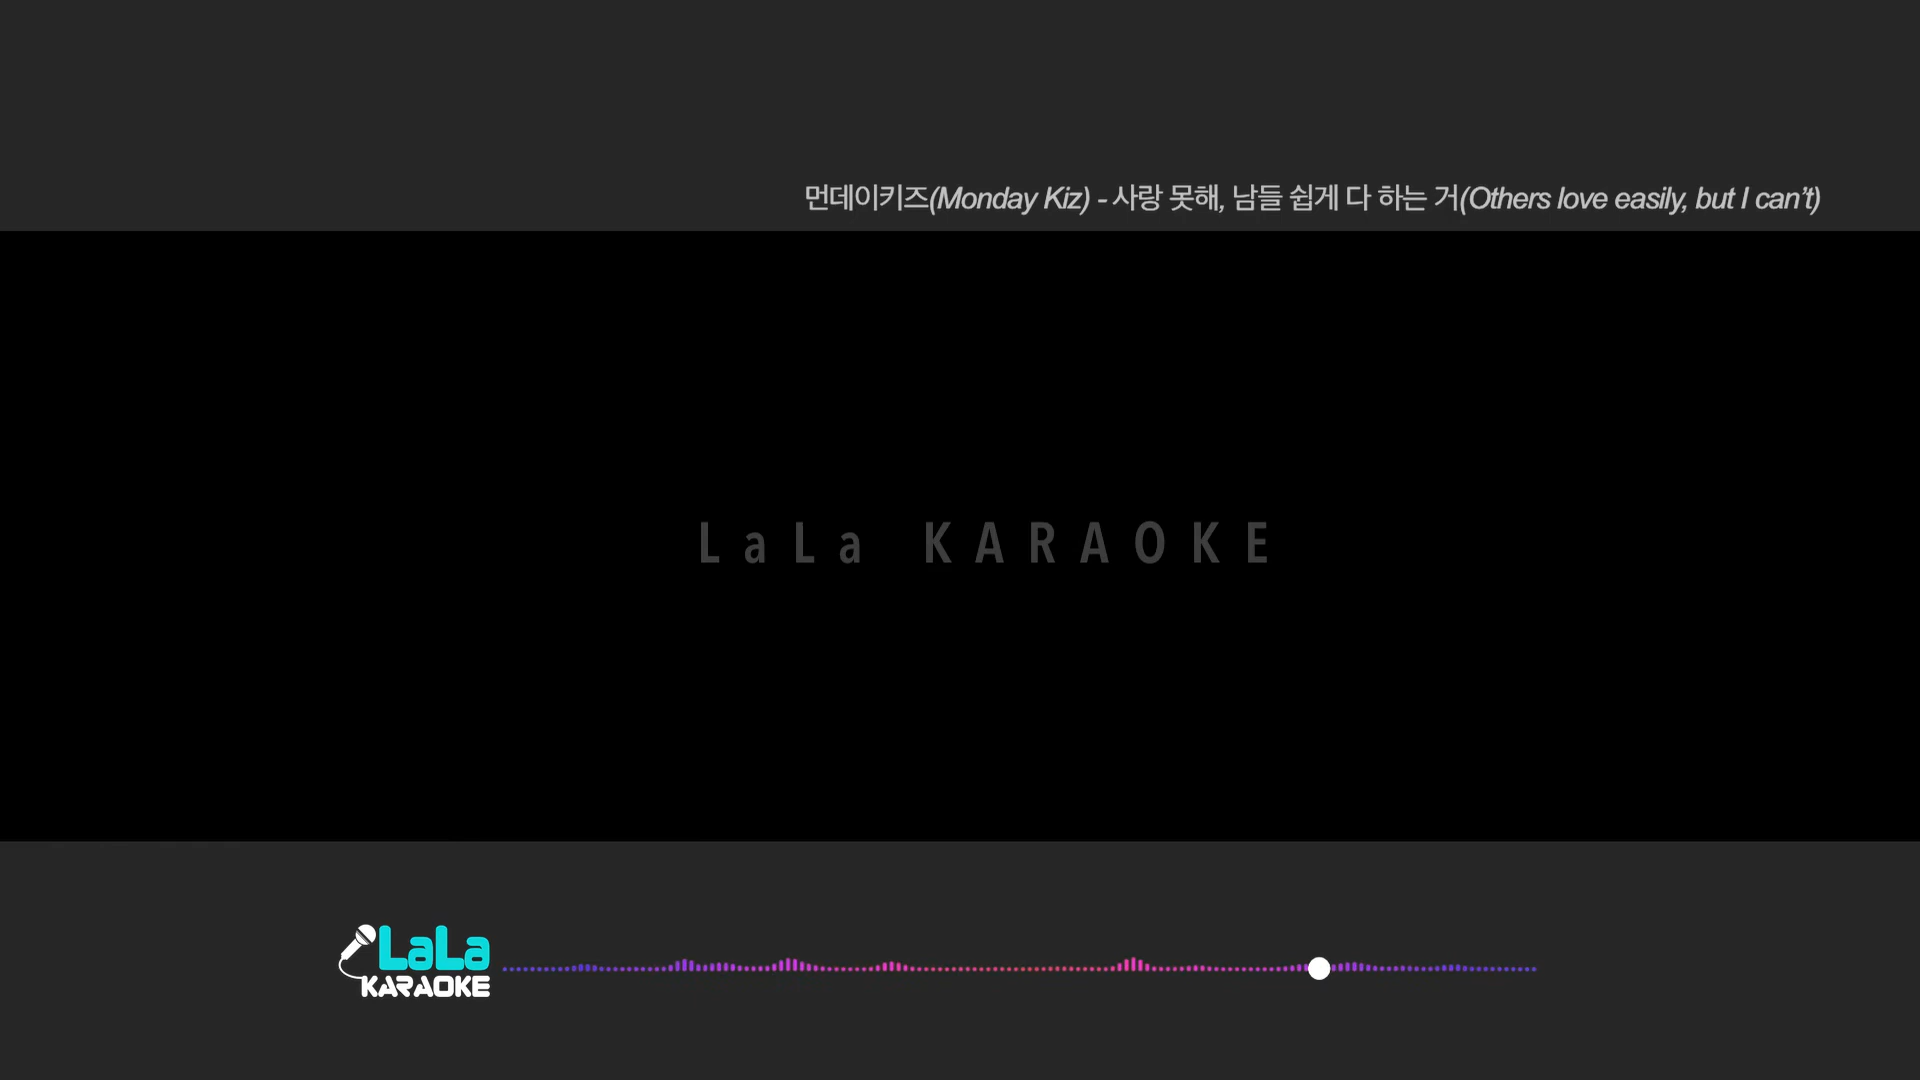 먼데이키즈(Monday Kiz) - 사랑 못해, 남들 쉽게 다 하는 거(Others love easily, but I can't)
LaLa KARAOKE
LaLa
KARAOKE